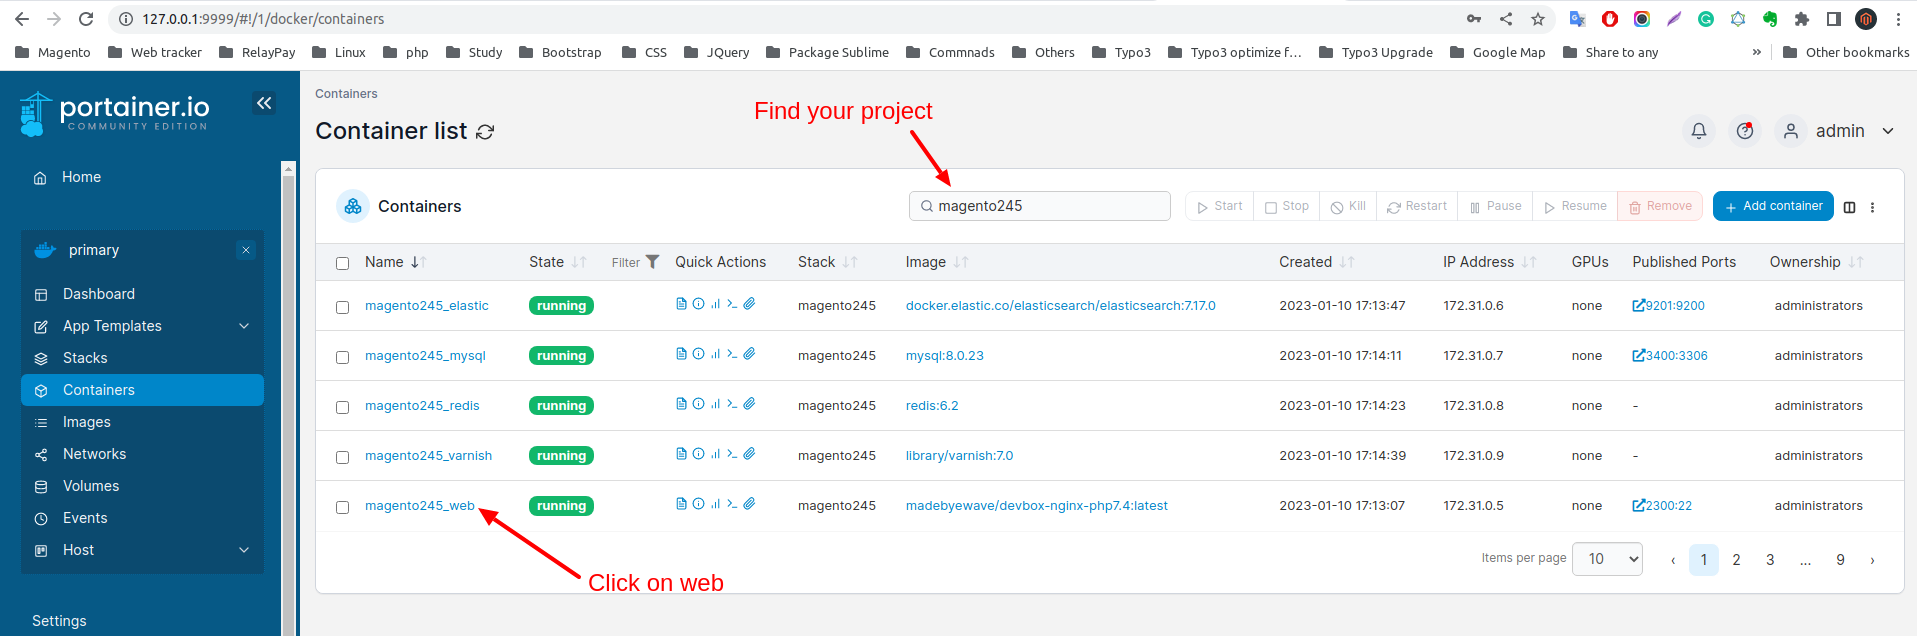 127.0.0.1:9999/#!/1/docker/containers
Magento Web tracker RelayPay Linux php Study Bootstrap CSS JQuery Package Sublime Commnads Others Typo3 Typo3 optimize f... Typo3 Upgrade Google Map Share to any » Other bookmarks
portainer.io
COMMUNITY EDITION
Home
primary
Dashboard
App Templates
Stacks
Containers
Images
Networks
Volumes
Events
Host
Settings
Containers
Container list
Find your project
admin
Containers
magento245
Start Stop Kill Restart Pause Resume Remove + Add container
Name State Filter Quick Actions Stack Image Created IP Address GPUs Published Ports Ownership
magento245_elastic running magento245 docker.elastic.co/elasticsearch/elasticsearch:7.17.0 2023-01-10 17:13:47 172.31.0.6 none 9201:9200 administrators
magento245_mysql running magento245 mysql:8.0.23 2023-01-10 17:14:11 172.31.0.7 none 3400:3306 administrators
magento245_redis running magento245 redis:6.2 2023-01-10 17:14:23 172.31.0.8 none - administrators
magento245_varnish running magento245 library/varnish:7.0 2023-01-10 17:14:39 172.31.0.9 none - administrators
magento245_web running magento245 madebyewave/devbox-nginx-php7.4:latest 2023-01-10 17:13:07 172.31.0.5 none 2300:22 administrators
Items per page 10 ‹ 1 2 3 ... 9 ›
Click on web